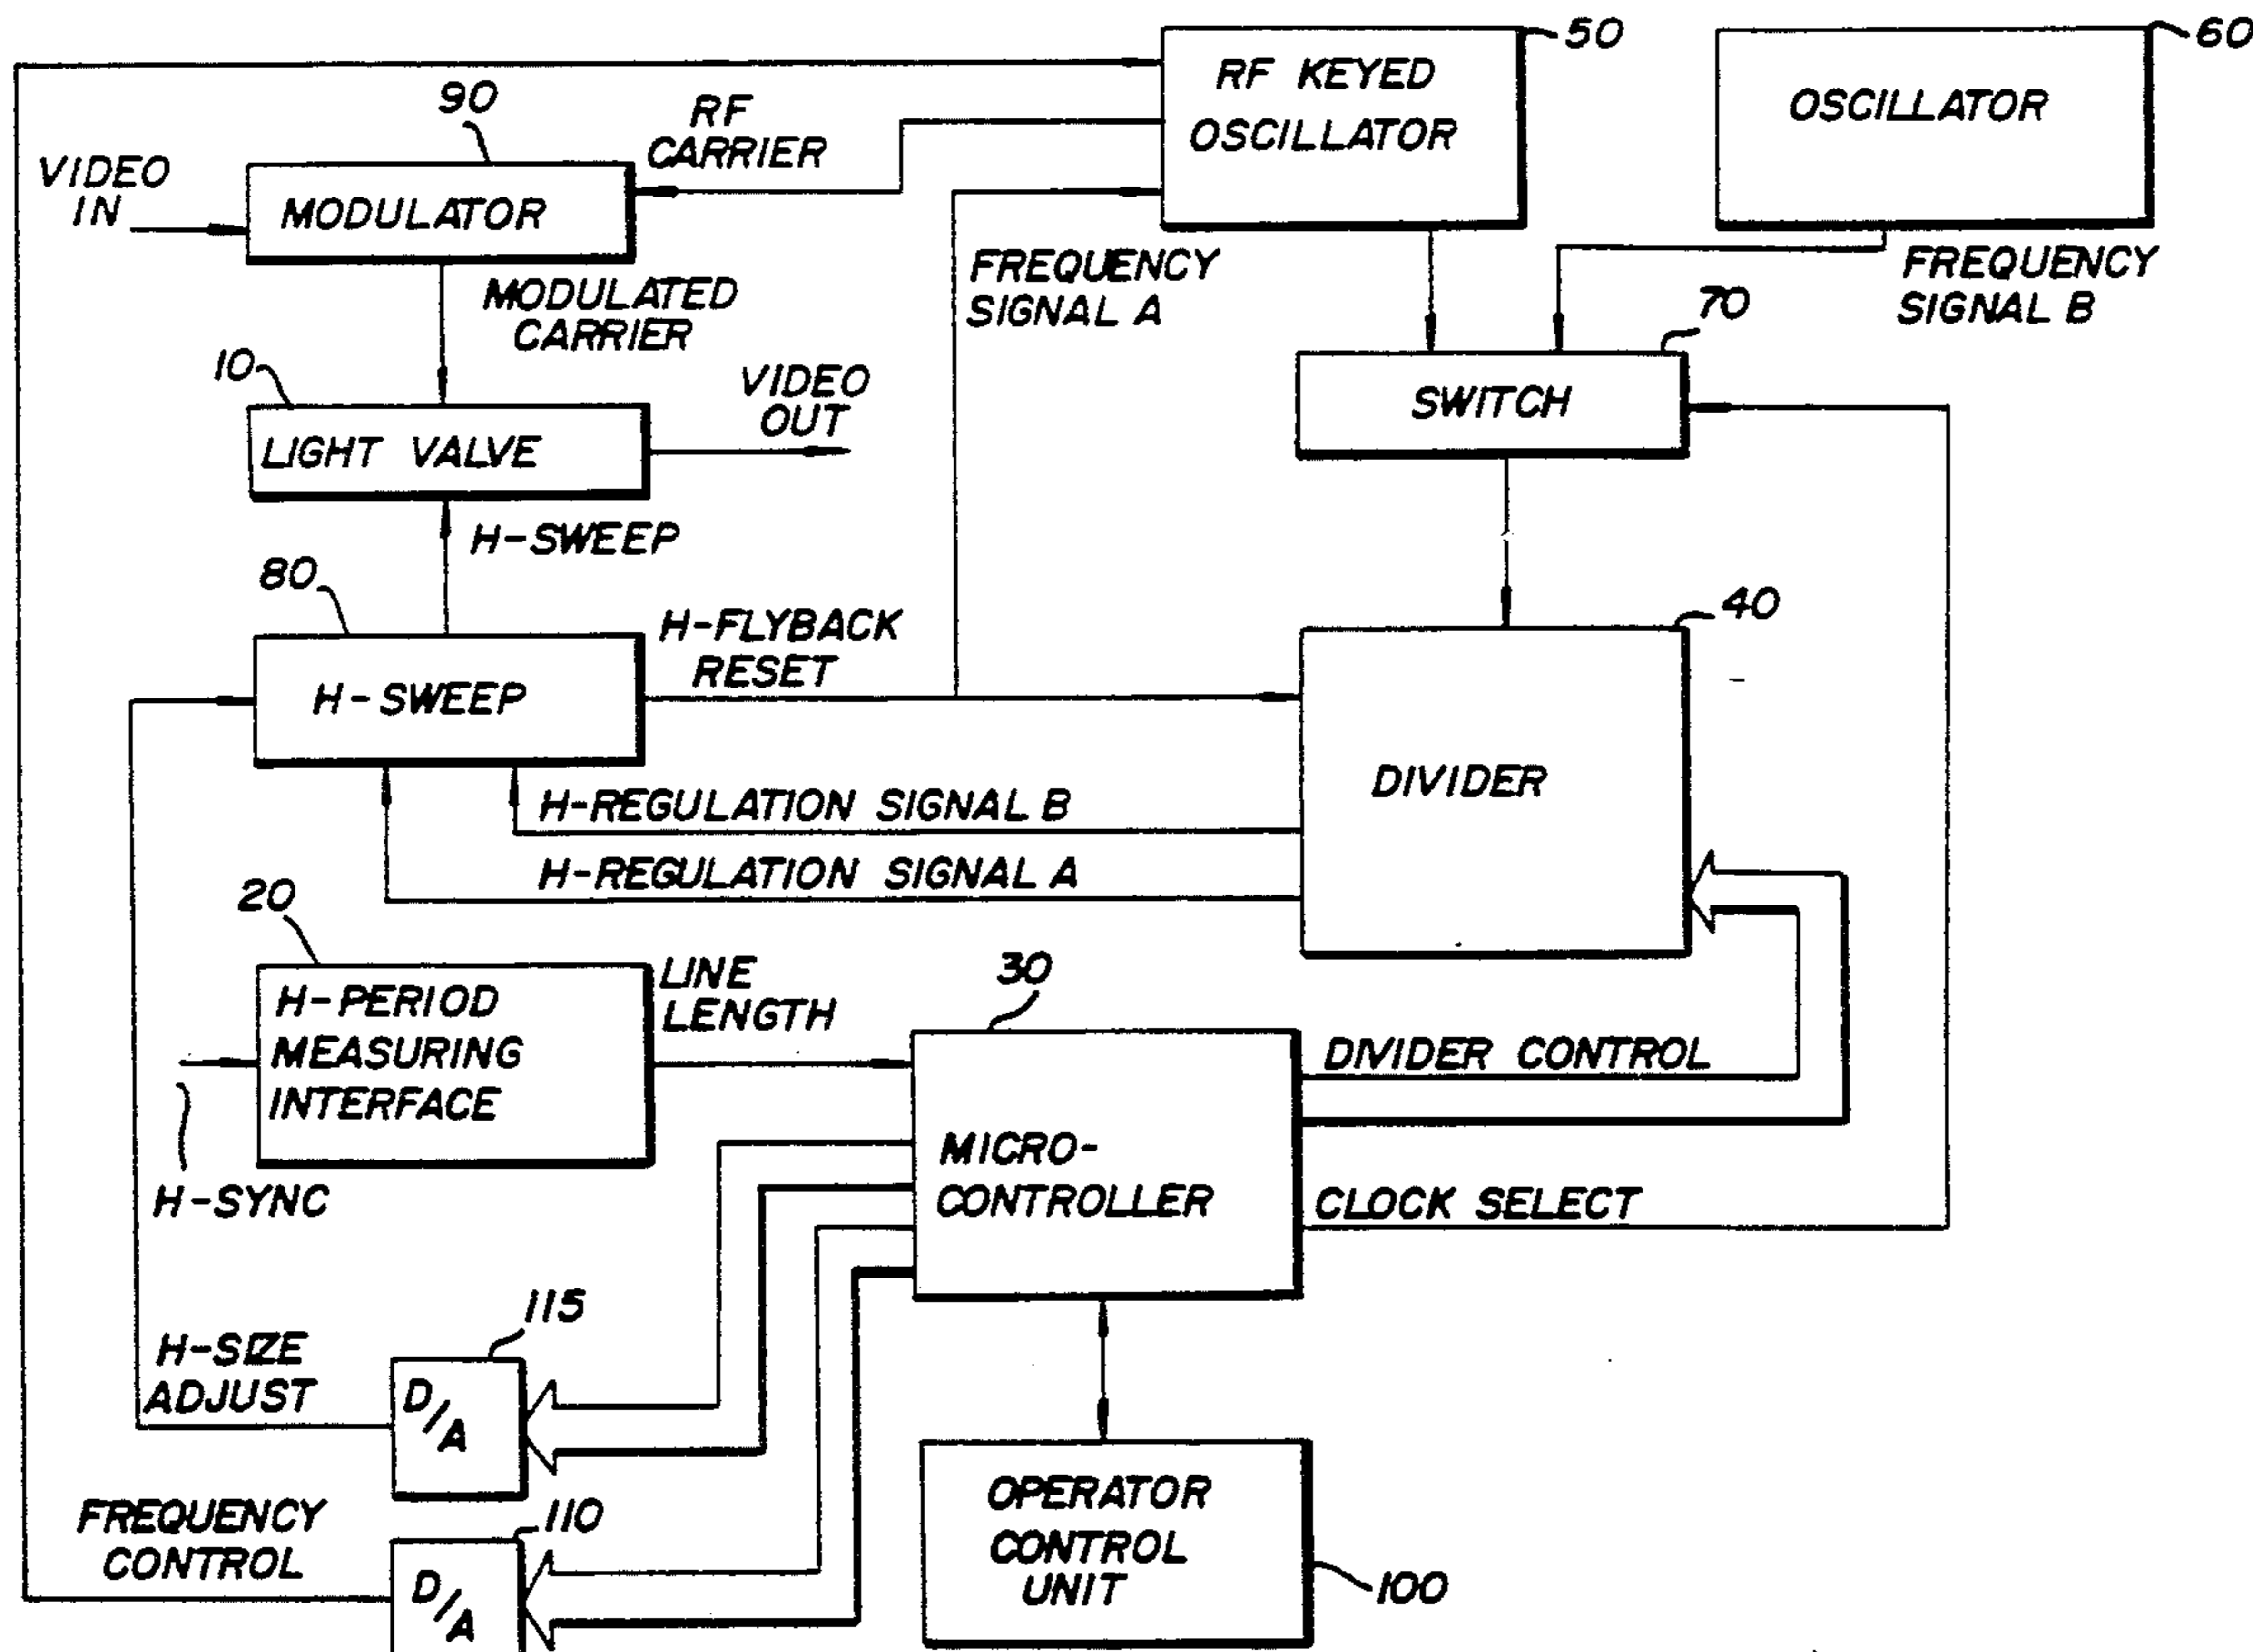 50
60
RF KEYED
OSCILLATOR
OSCILLATOR
90
RF
CARRIER
VIDEO
IN
MODULATOR
FREQUENCY
SIGNAL A
FREQUENCY
SIGNAL B
MODULATED
CARRIER
70
10
VIDEO
OUT
SWITCH
LIGHT VALVE
H-SWEEP
80
H-FLYBACK
RESET
40
H-SWEEP
DIVIDER
H-REGULATION SIGNAL B
H-REGULATION SIGNAL A
20
LINE
LENGTH
30
H-PERIOD
MEASURING
INTERFACE
DIVIDER CONTROL
MICRO-
CONTROLLER
H-SYNC
CLOCK SELECT
115
H-SIZE
ADJUST
D/A
110
FREQUENCY
CONTROL
D/A
OPERATOR
CONTROL
UNIT
100